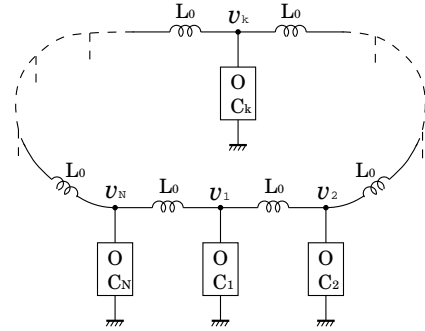 L0 vk L0
O
Ck
L0 vN L0 v1 L0 v2 L0
O O O
CN C1 C2